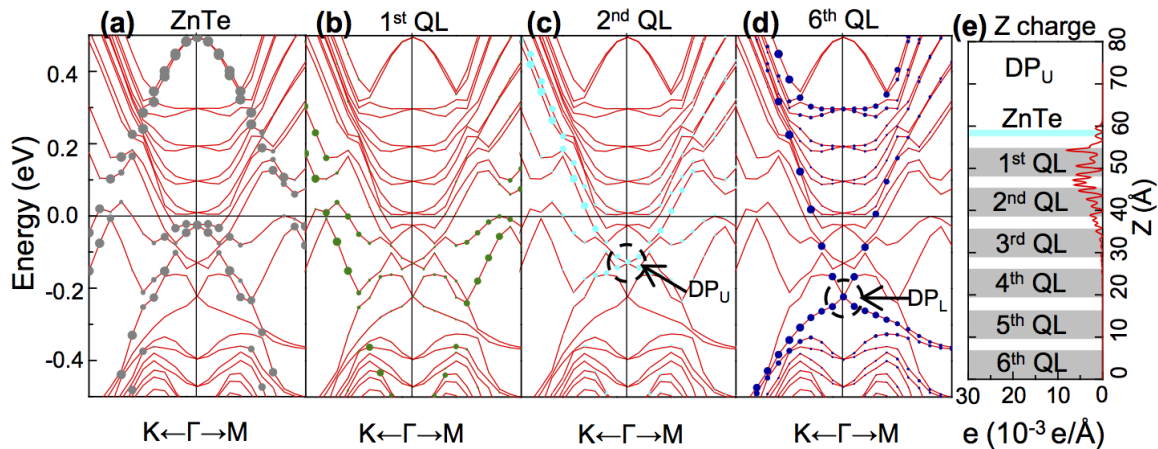 (a) ZnTe
(b) 1st QL
(c) 2nd QL
(d) 6th QL
(e) Z charge
Energy (eV)
0.4
0.2
0.0
-0.2
-0.4
DPU
DPL
K←Γ→M
K←Γ→M
K←Γ→M
K←Γ→M
DPU
ZnTe
1st QL
2nd QL
3rd QL
4th QL
5th QL
6th QL
80
70
60
50
40
30
20
10
0
Z (Å)
30 20 10 0
e (10-3 e/Å)